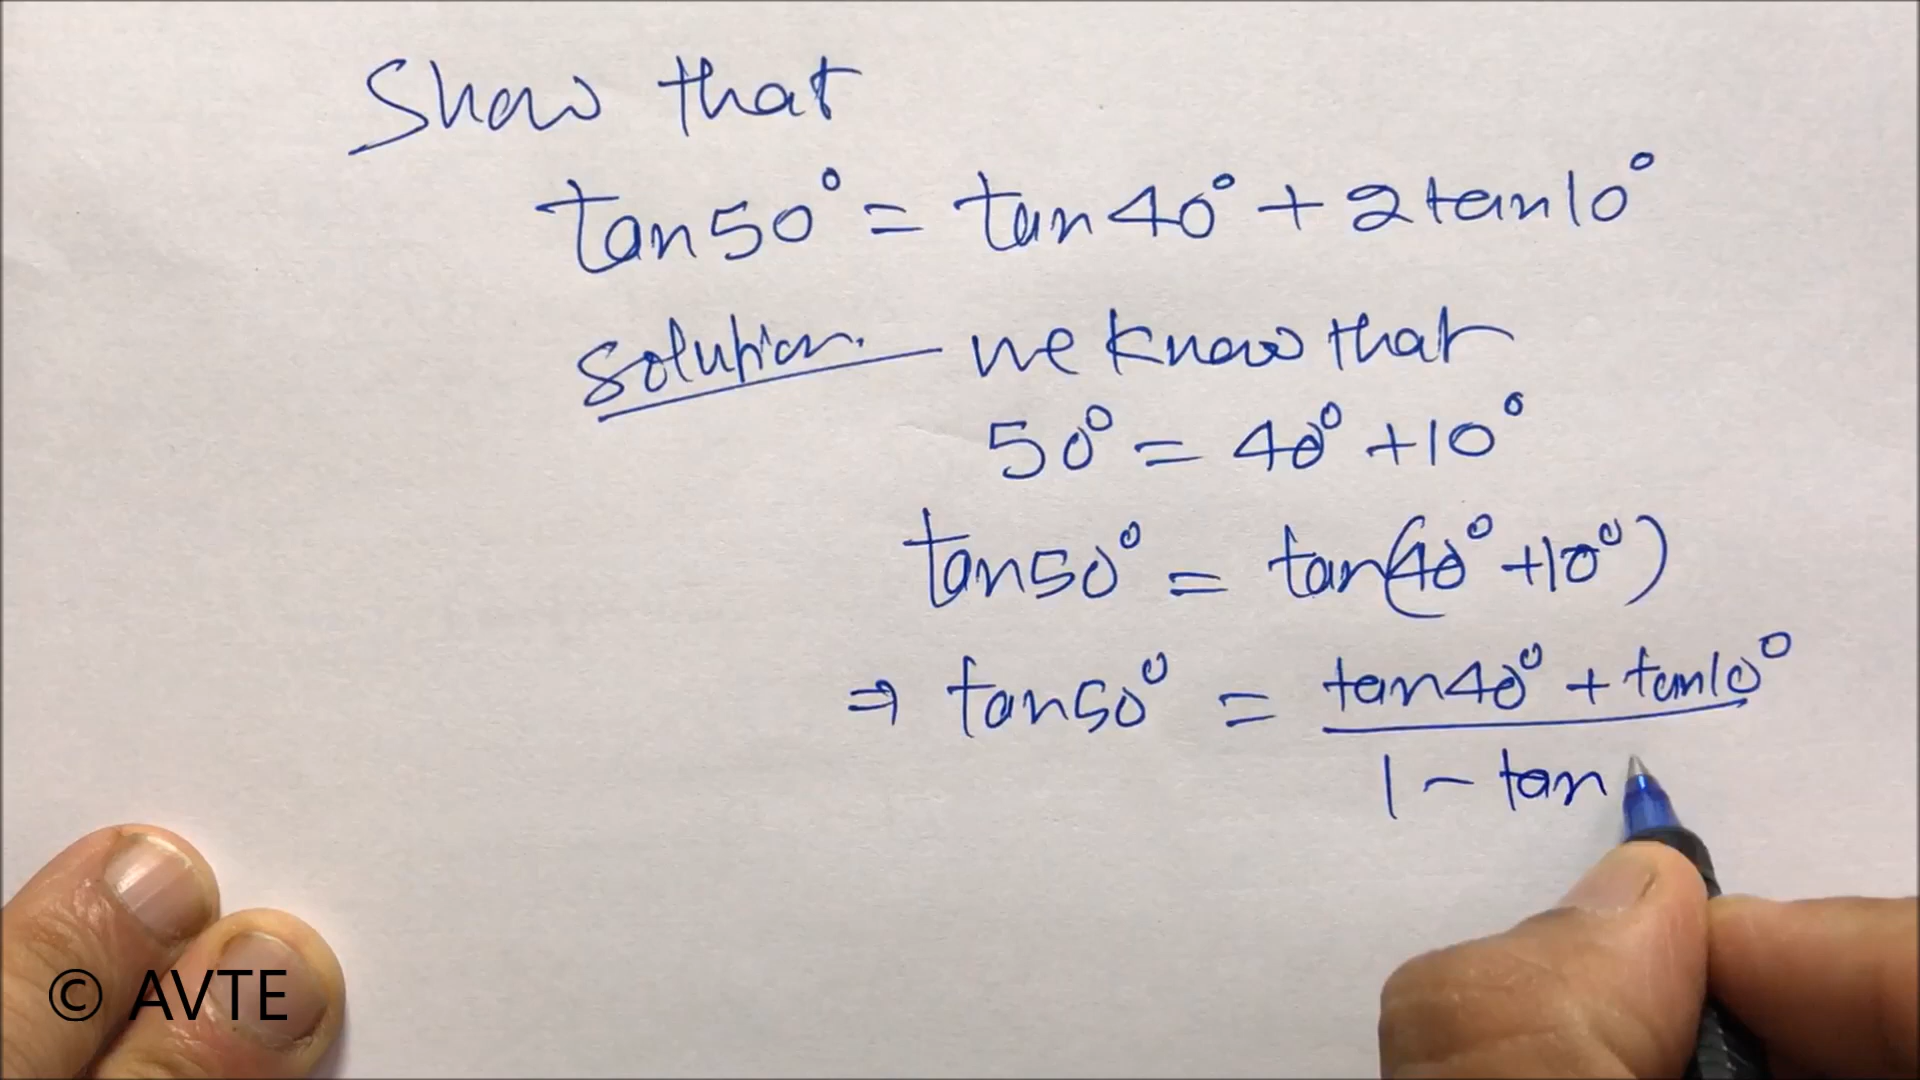 Show that
tan50° = tan40° + 2tan10°
Solution. we know that
50° = 40° + 10°
tan50° = tan(40° + 10°)
⇒ tan50° = tan40° + tan10°
1 - tan
© AVTE